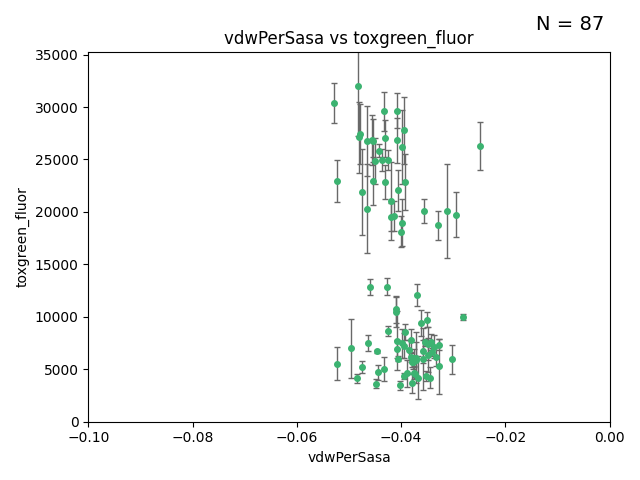 N = 87
vdwPerSasa vs toxgreen_fluor
35000
30000
25000
20000
15000
10000
5000
0
toxgreen_fluor
−0.10 −0.08 −0.06 −0.04 −0.02 0.00
vdwPerSasa